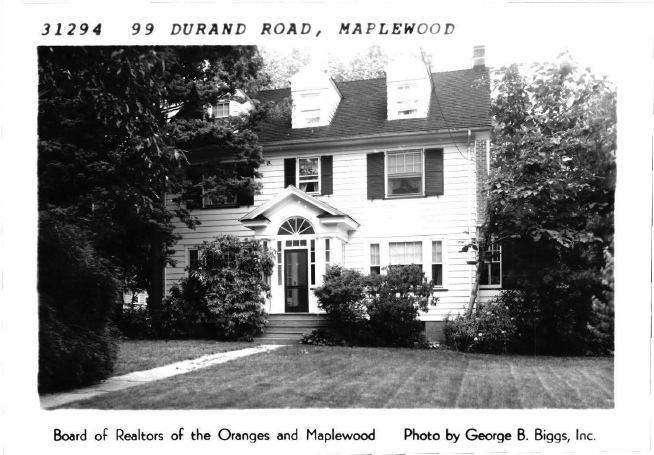 31294 99 DURAND ROAD, MAPLEWOOD
Board of Realtors of the Oranges and Maplewood Photo by George B. Biggs, Inc.